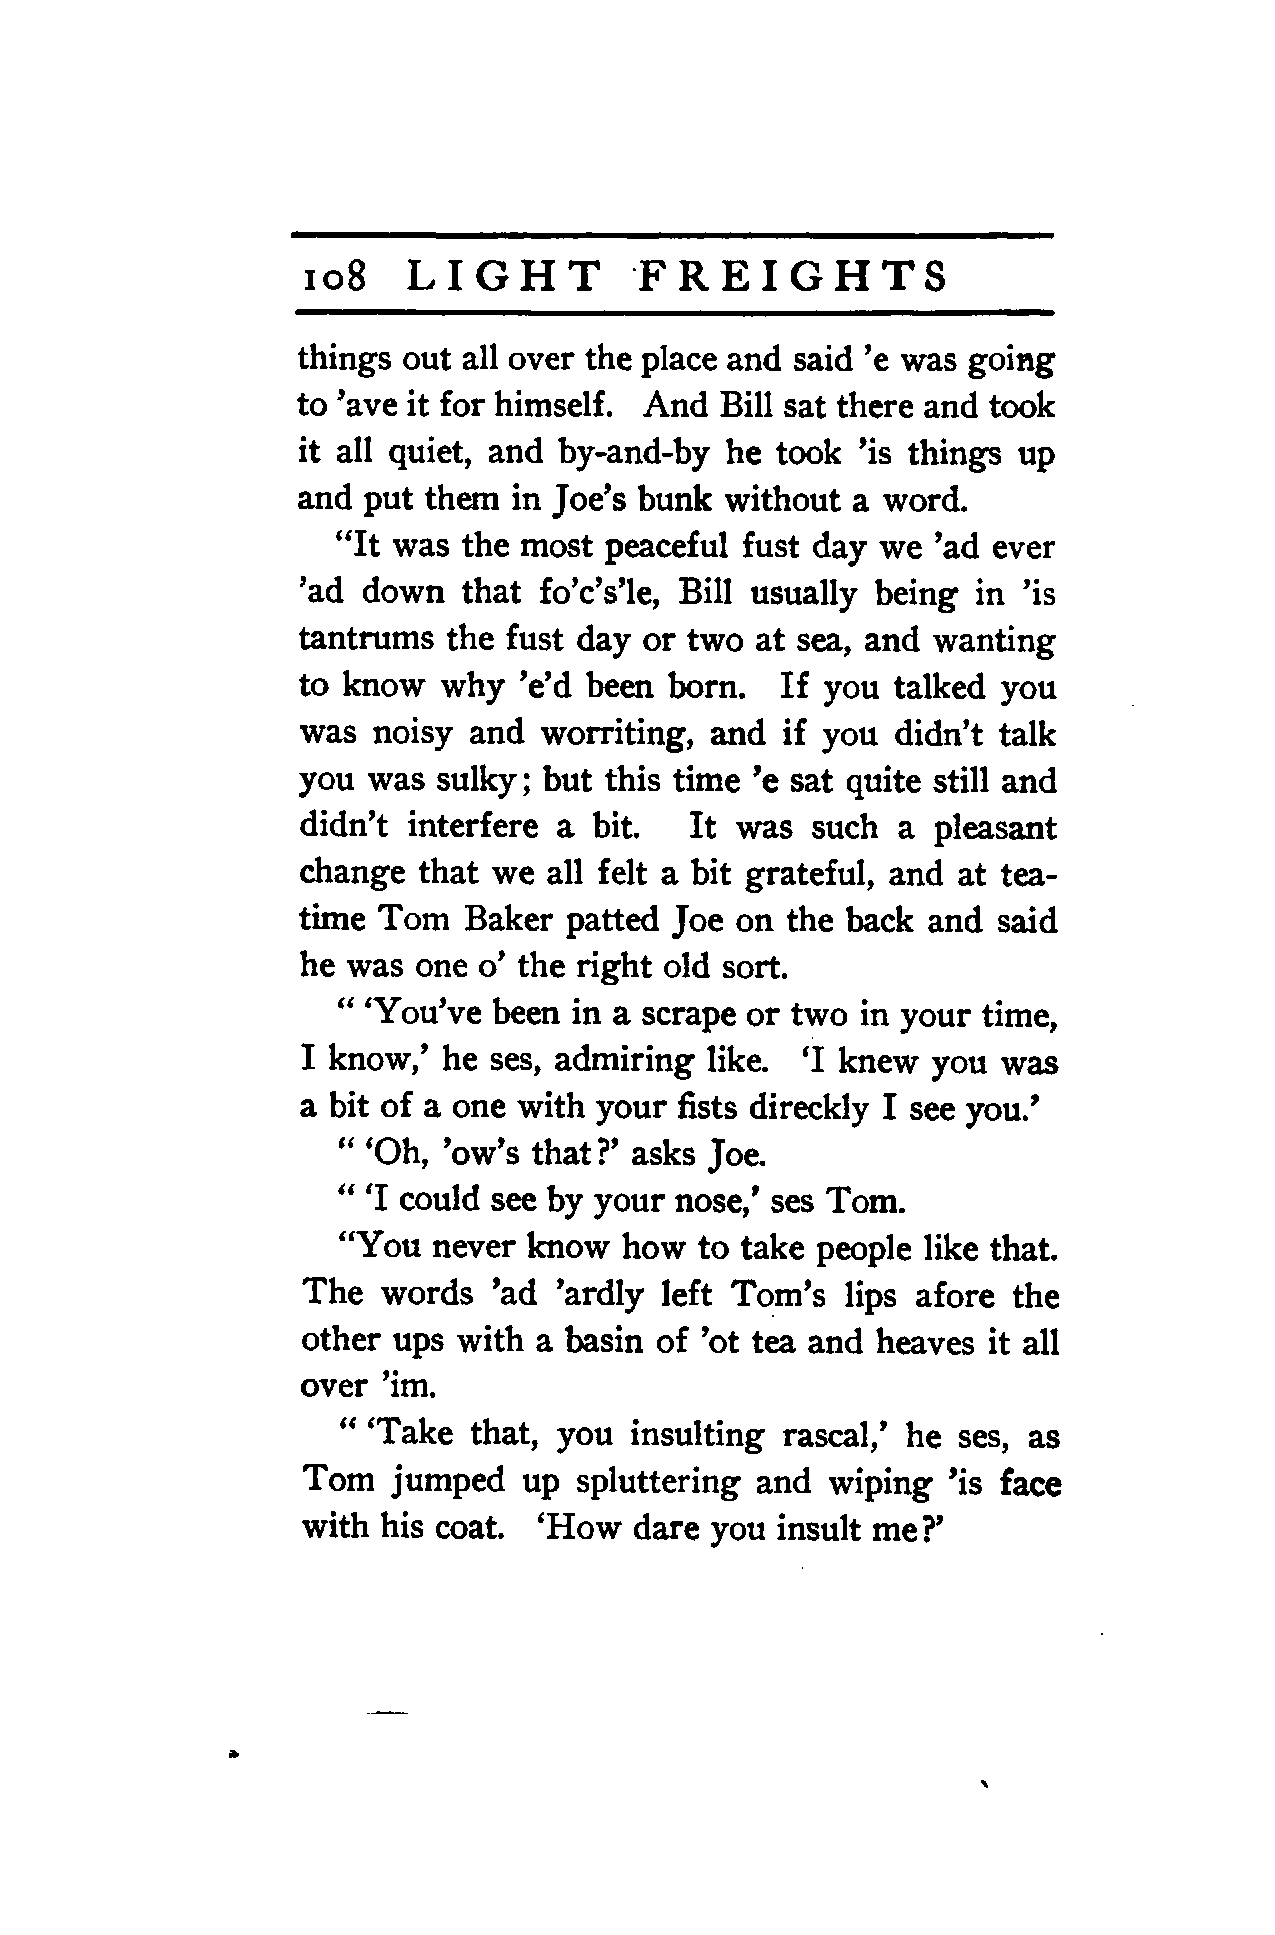 108 LIGHT FREIGHTS
things out all over the place and said ’e was going
to ’ave it for himself. And Bill sat there and took
it all quiet, and by-and-by he took ’is things up
and put them in Joe’s bunk without a word.
“It was the most peaceful fust day we ’ad ever
’ad down that fo’c’s’le, Bill usually being in ’is
tantrums the fust day or two at sea, and wanting
to know why ’e’d been born. If you talked you
was noisy and worriting, and if you didn’t talk
you was sulky; but this time ’e sat quite still and
didn’t interfere a bit. It was such a pleasant
change that we all felt a bit grateful, and at tea-
time Tom Baker patted Joe on the back and said
he was one o’ the right old sort.
“ ‘You’ve been in a scrape or two in your time,
I know,’ he ses, admiring like. ‘I knew you was
a bit of a one with your fists direckly I see you.’
“ ‘Oh, ’ow’s that?’ asks Joe.
“ ‘I could see by your nose,’ ses Tom.
“You never know how to take people like that.
The words ’ad ’ardly left Tom’s lips afore the
other ups with a basin of ’ot tea and heaves it all
over ’im.
“ ‘Take that, you insulting rascal,’ he ses, as
Tom jumped up spluttering and wiping ’is face
with his coat. ‘How dare you insult me?’